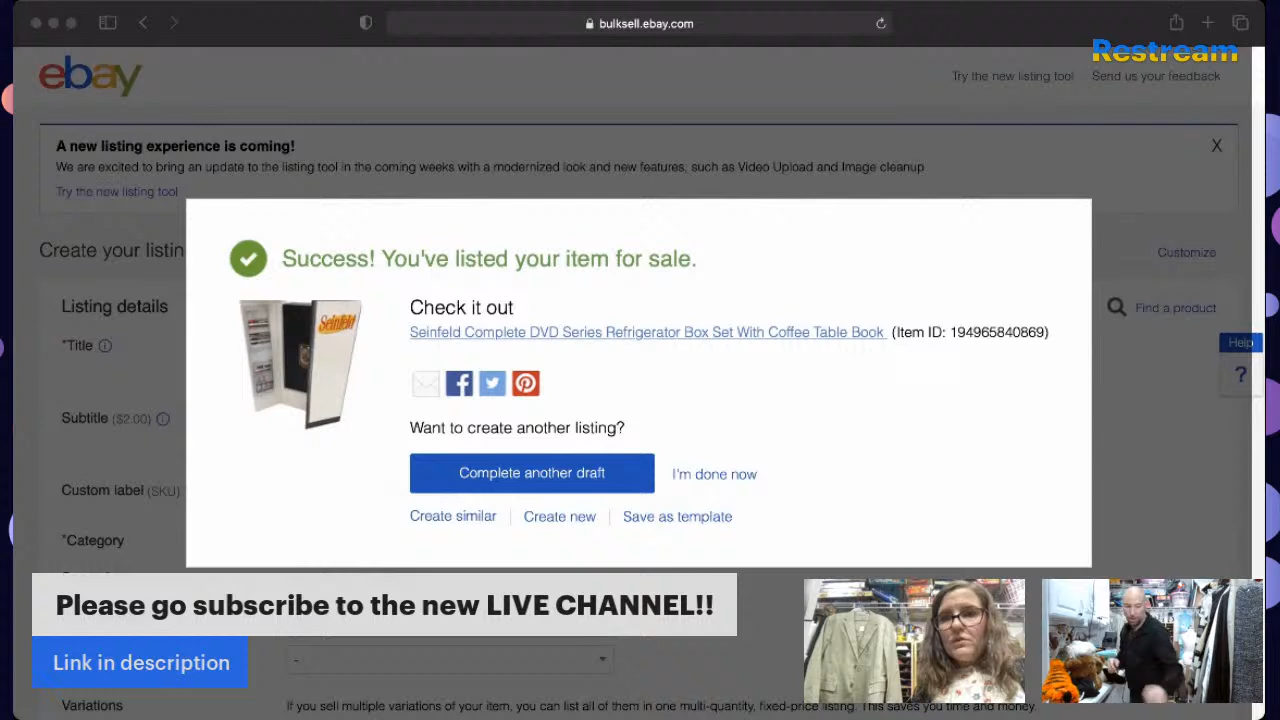 bulksell.ebay.com
Restream
ebay
Try the new listing tool
Send us your feedback
A new listing experience is coming!
X
We are excited to bring an update to the listing tool in the coming weeks with a modernized look and new features, such as Video Upload and Image cleanup
Try the new listing tool
Create your listin
Customize
Success! You've listed your item for sale.
Listing details
Find a product
Seinfeld
Check it out
Seinfeld Complete DVD Series Refrigerator Box Set With Coffee Table Book (Item ID: 194965840869)
*Title
Help
?
Want to create another listing?
Subtitle ($2.00)
Complete another draft
I'm done now
Custom label (SKU)
Create similar
Create new
Save as template
*Category
Please go subscribe to the new LIVE CHANNEL!!
Link in description
-
Variations
If you sell multiple variations of your item, you can list all of them in one multi-quantity, fixed-price listing. This saves you time and money.